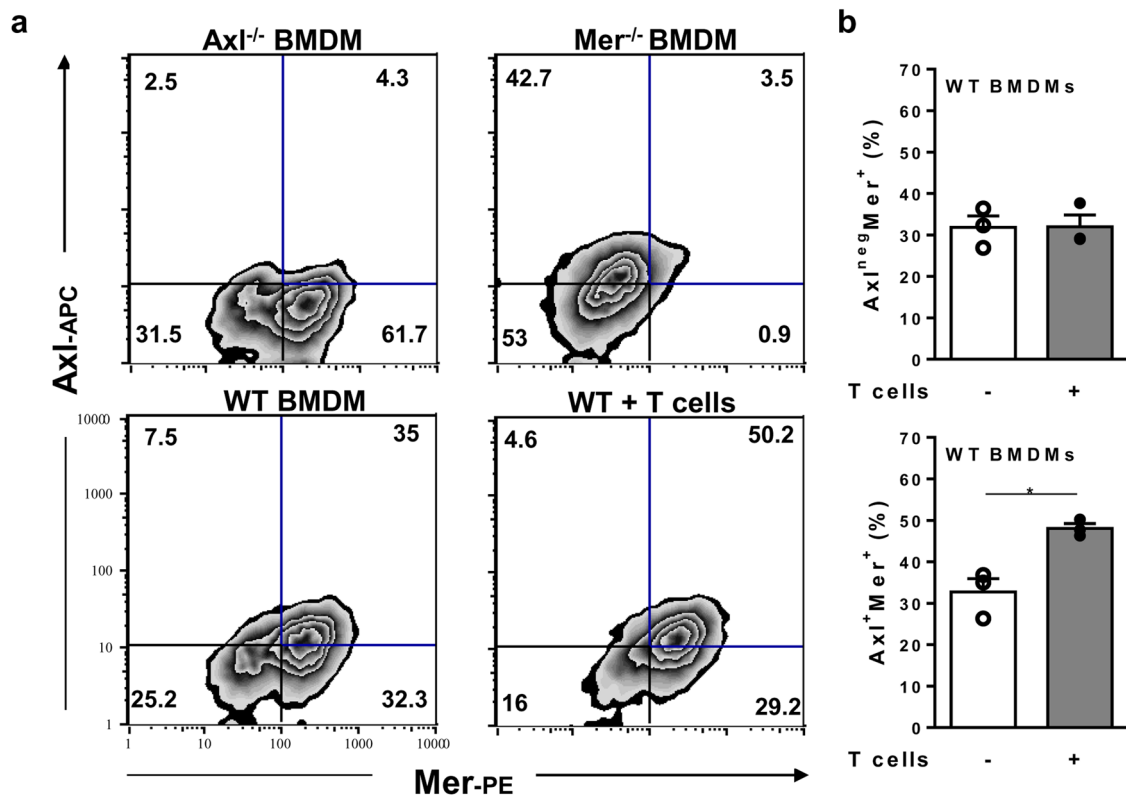 a
Axl-/- BMDM
2.5 4.3
31.5 61.7
Mer-/- BMDM
42.7 3.5
53 0.9
Axl-APC
WT BMDM
10000
1000
100
10
1
7.5 35
25.2 32.3
1 10 100 1000 10000
WT + T cells
4.6 50.2
16 29.2
Mer-PE
b
WT BMDMs
AxlnegMer+ (%)
70
60
50
40
30
20
10
0
T cells - +
WT BMDMs
*
Axl+Mer+ (%)
70
60
50
40
30
20
10
0
T cells - +